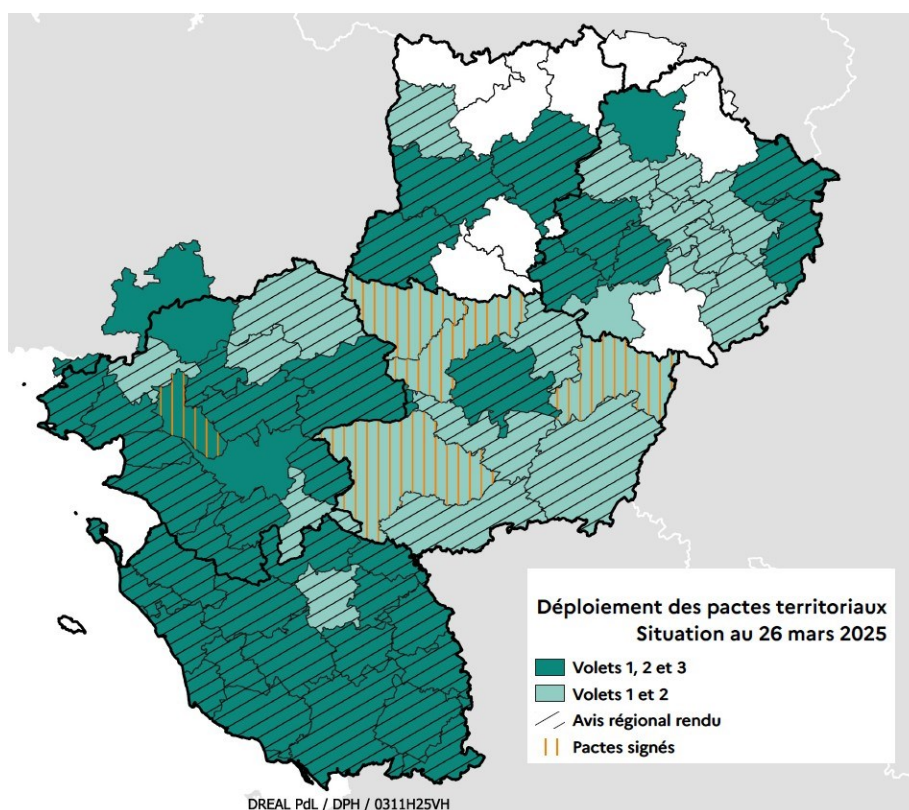 Déploiement des pactes territoriaux
Situation au 26 mars 2025
Volets 1, 2 et 3
Volets 1 et 2
Avis régional rendu
Pactes signés
DREAL PdL / DPH / 0311H25VH